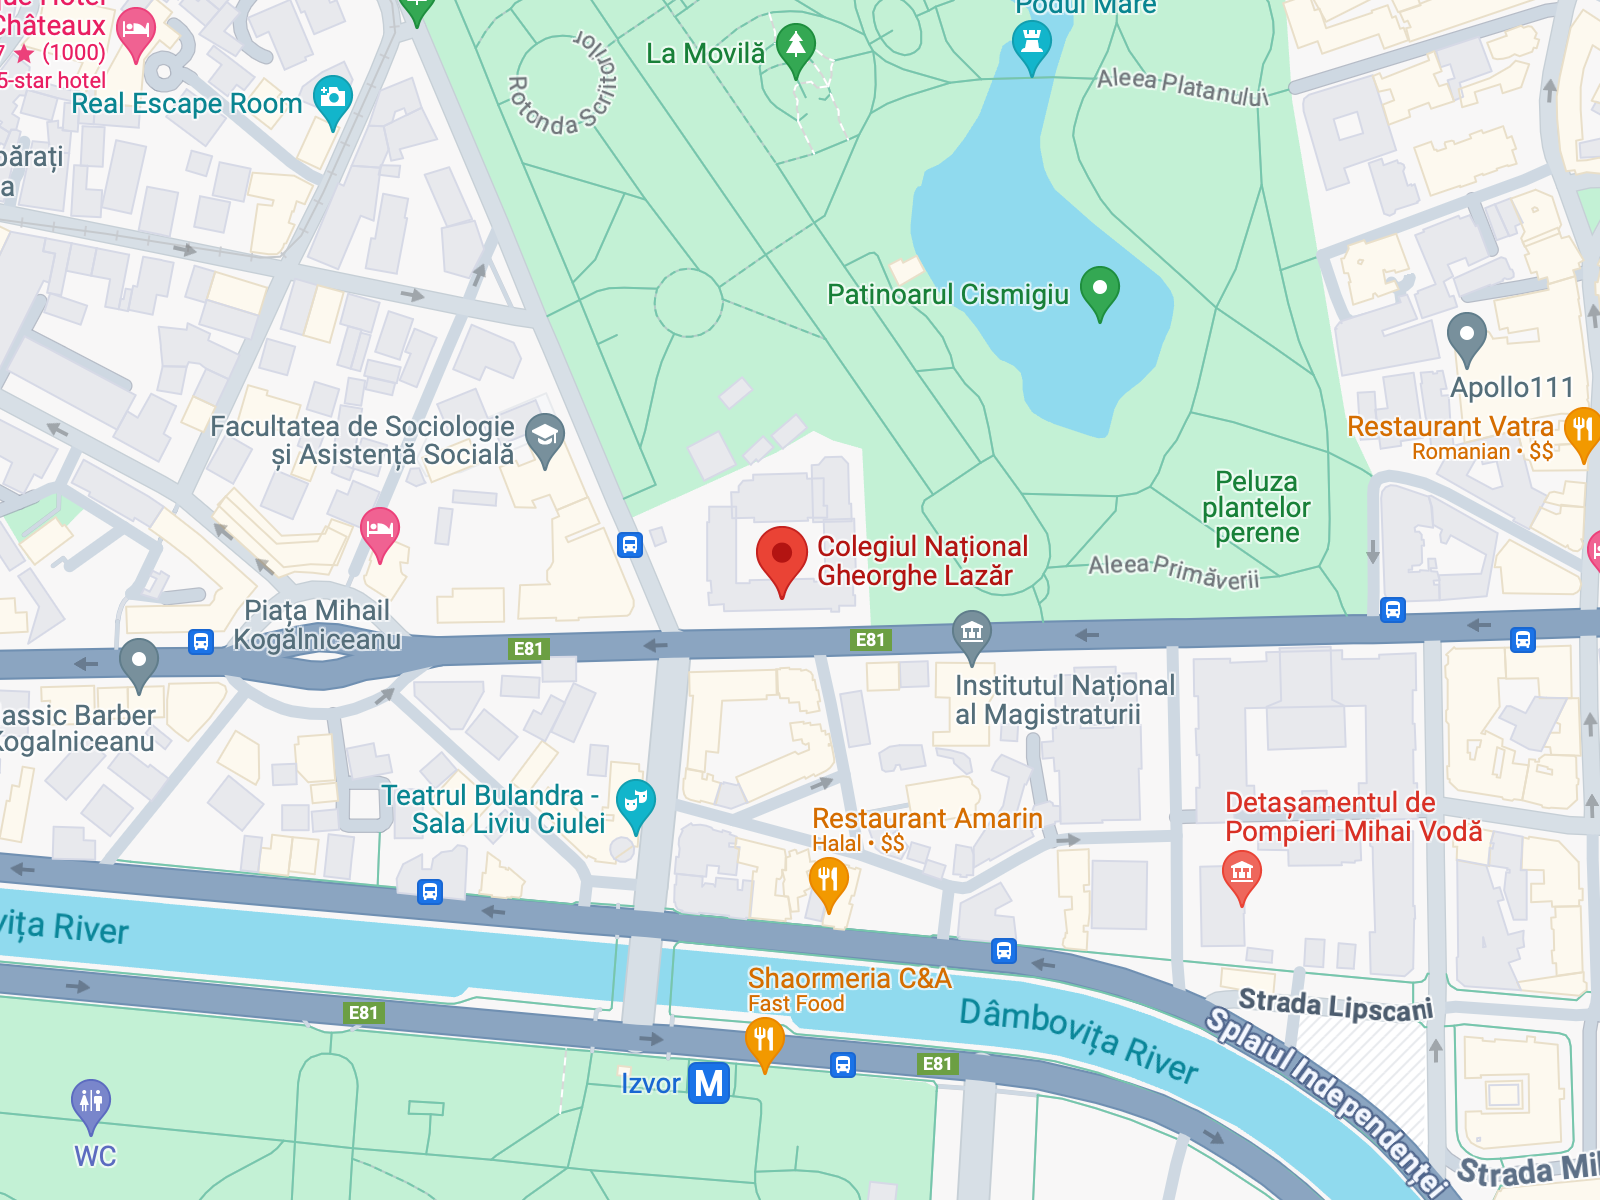 Châteaux
(1000)
5-star hotel
Real Escape Room
La Movilă
Rotonda Scriitorilor
Podul Mare
Aleea Platanului
Patinoarul Cismigiu
Apollo111
Restaurant Vatra
Romanian • $$
Facultatea de Sociologie
și Asistență Socială
Peluza
plantelor
perene
Colegiul Național
Gheorghe Lazăr
Aleea Primăverii
Piața Mihail
Kogălniceanu
E81
E81
Institutul Național
al Magistraturii
assic Barber
Kogalniceanu
Teatrul Bulandra -
Sala Liviu Ciulei
Restaurant Amarin
Halal • $$
Detașamentul de
Pompieri Mihai Vodă
vița River
Shaormeria C&A
Fast Food
Dâmbovița River
Strada Lipscani
Splaiul Independenței
E81
E81
Izvor M
WC
Strada Mi